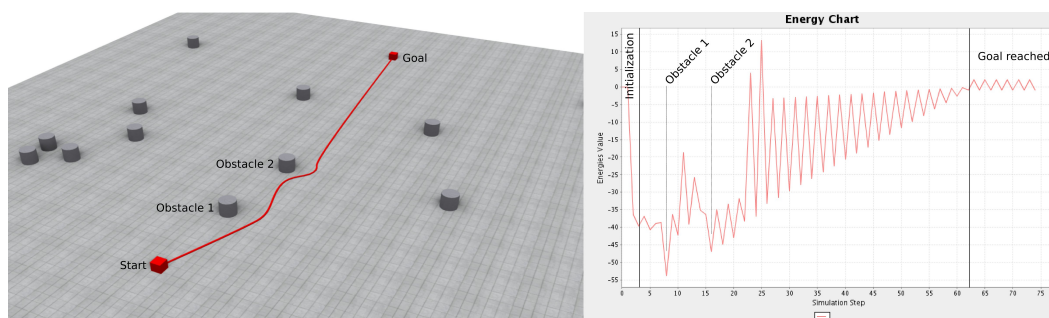 Goal
Obstacle 2
Obstacle 1
Start
Energy Chart
Initialization
Obstacle 1
Obstacle 2
Goal reached
Energies Value
15
10
5
0
-5
-10
-15
-20
-25
-30
-35
-40
-45
-50
-55
0 5 10 15 20 25 30 35 40 45 50 55 60 65 70 75
Simulation Step